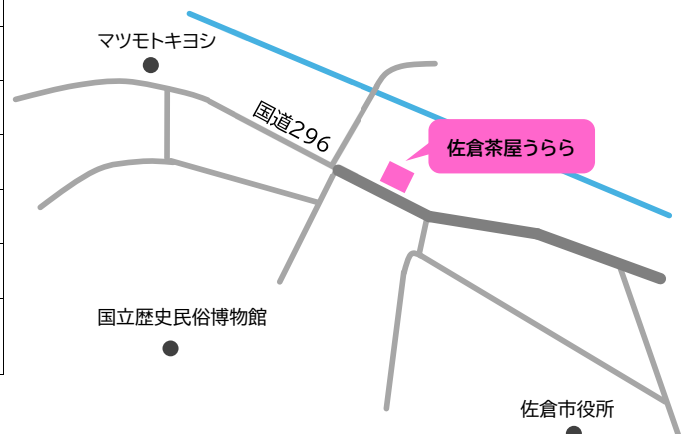 マツモトキヨシ
国道296
佐倉茶屋うらら
国立歴史民俗博物館
佐倉市役所